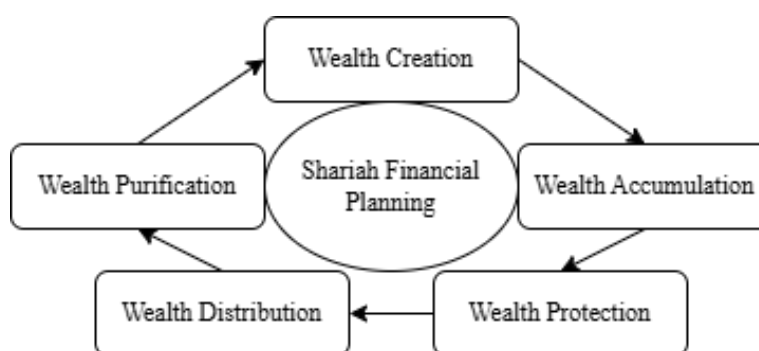 Wealth Creation
Wealth Purification
Shariah Financial
Planning
Wealth Accumulation
Wealth Distribution
Wealth Protection